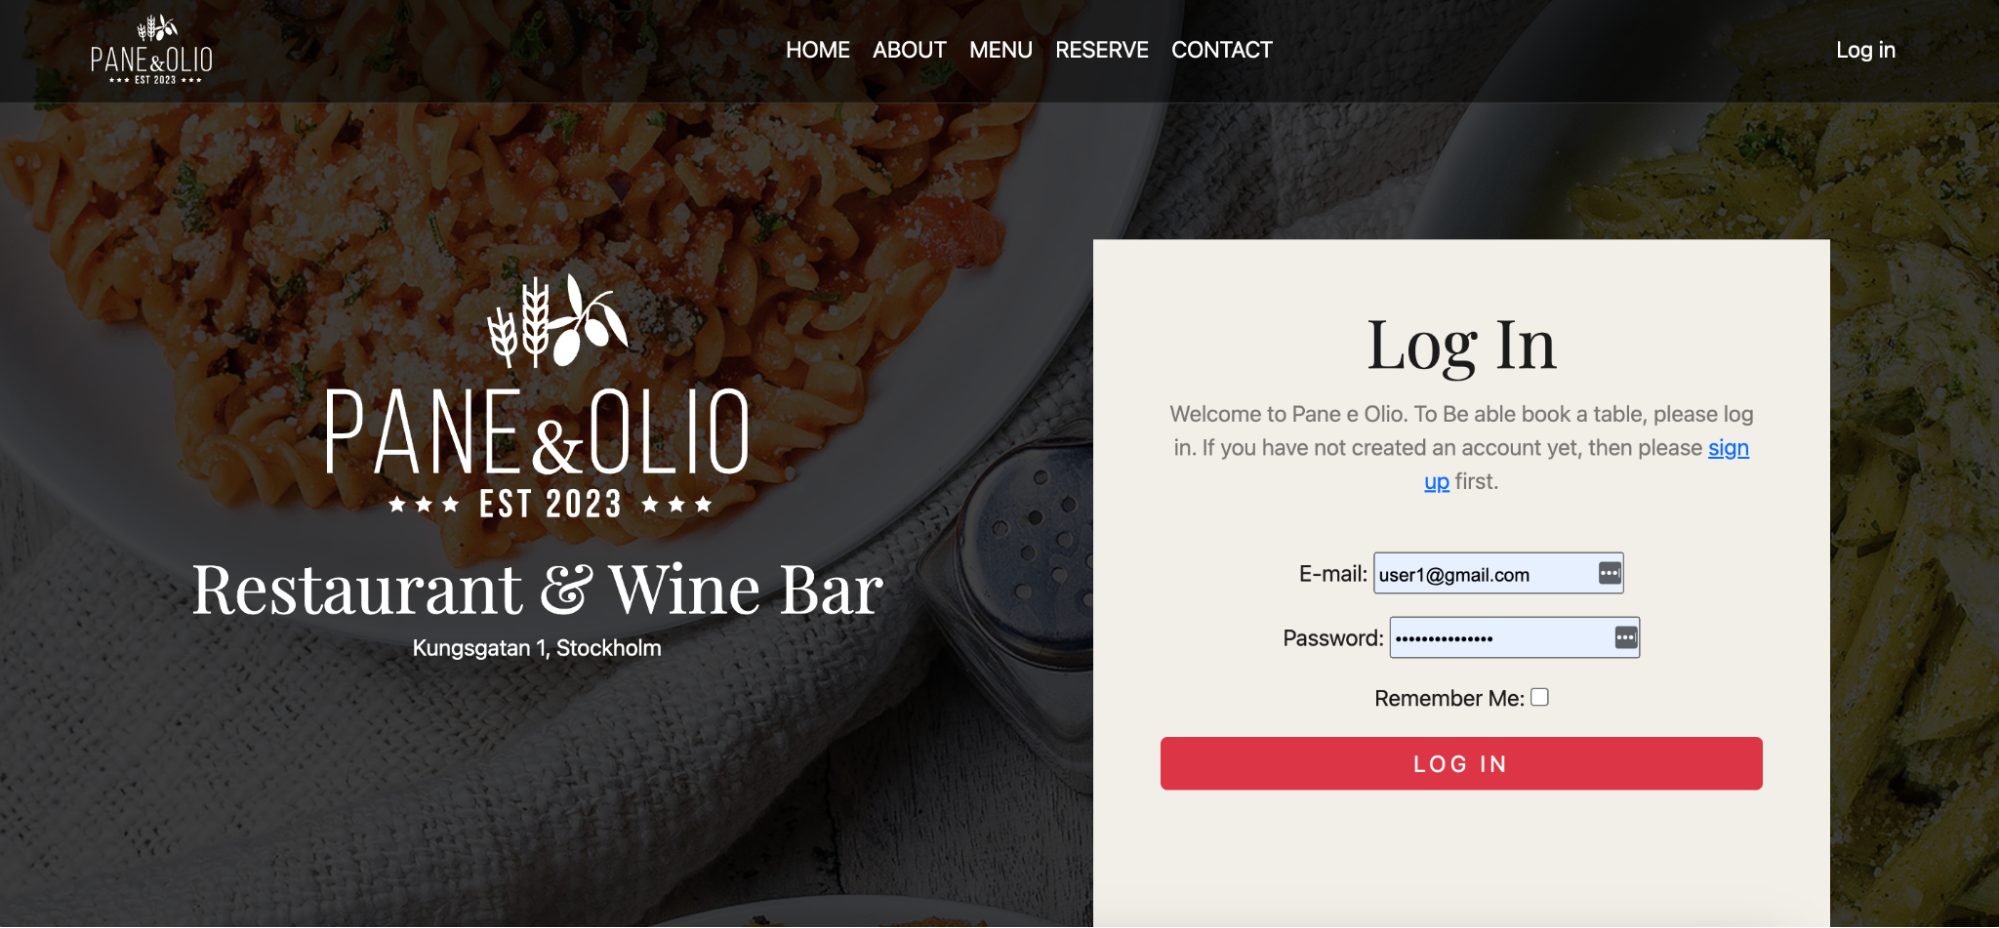 PANE&OLIO
EST 2023
HOME ABOUT MENU RESERVE CONTACT
Log in
PANE&OLIO
EST 2023
Restaurant & Wine Bar
Kungsgatan 1, Stockholm
Log In
Welcome to Pane e Olio. To Be able book a table, please log
in. If you have not created an account yet, then please sign
up first.
E-mail: user1@gmail.com
Password: •••••••••••••••
Remember Me:
LOG IN